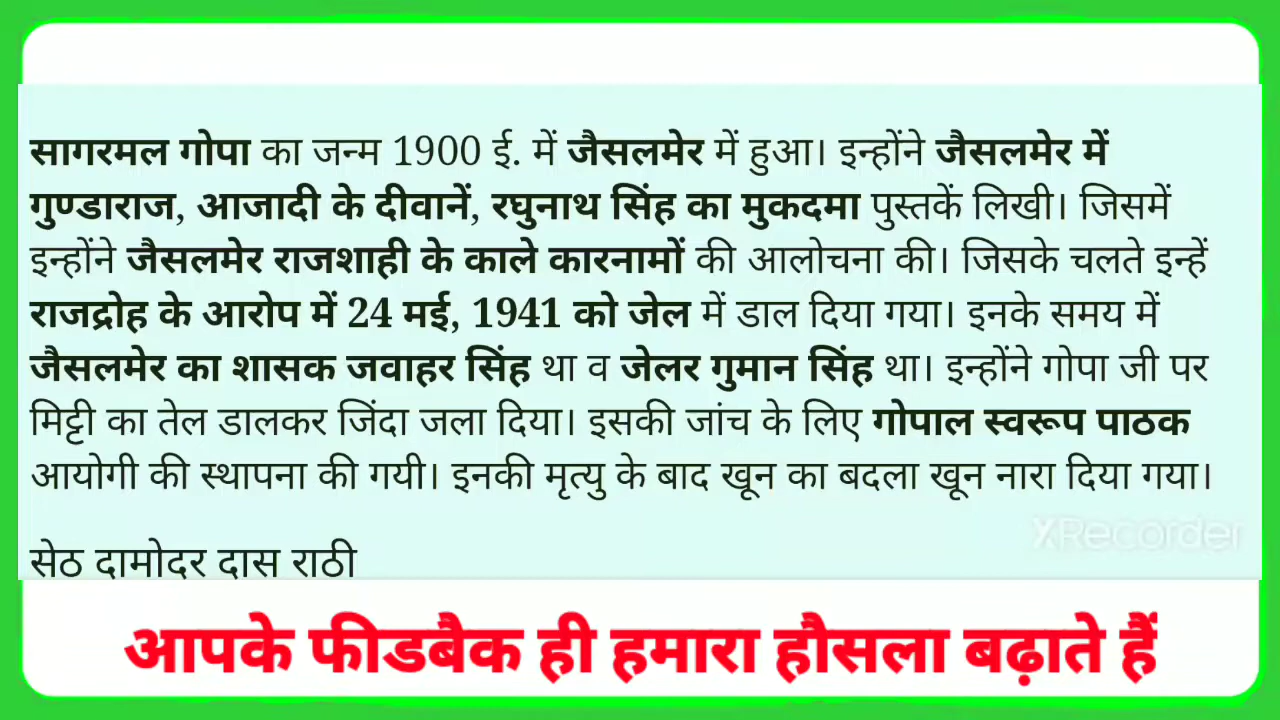 सागरमल गोपा का जन्म 1900 ई. में जैसलमेर में हुआ। इन्होंने जैसलमेर में
गुण्डाराज, आजादी के दीवानें, रघुनाथ सिंह का मुकदमा पुस्तकें लिखी। जिसमें
इन्होंने जैसलमेर राजशाही के काले कारनामों की आलोचना की। जिसके चलते इन्हें
राजद्रोह के आरोप में 24 मई, 1941 को जेल में डाल दिया गया। इनके समय में
जैसलमेर का शासक जवाहर सिंह था व जेलर गुमान सिंह था। इन्होंने गोपा जी पर
मिट्टी का तेल डालकर जिंदा जला दिया। इसकी जांच के लिए गोपाल स्वरूप पाठक
आयोगी की स्थापना की गयी। इनकी मृत्यु के बाद खून का बदला खून नारा दिया गया।
XRecorder
सेठ दामोदर दास राठी
आपके फीडबैक ही हमारा हौसला बढ़ाते हैं